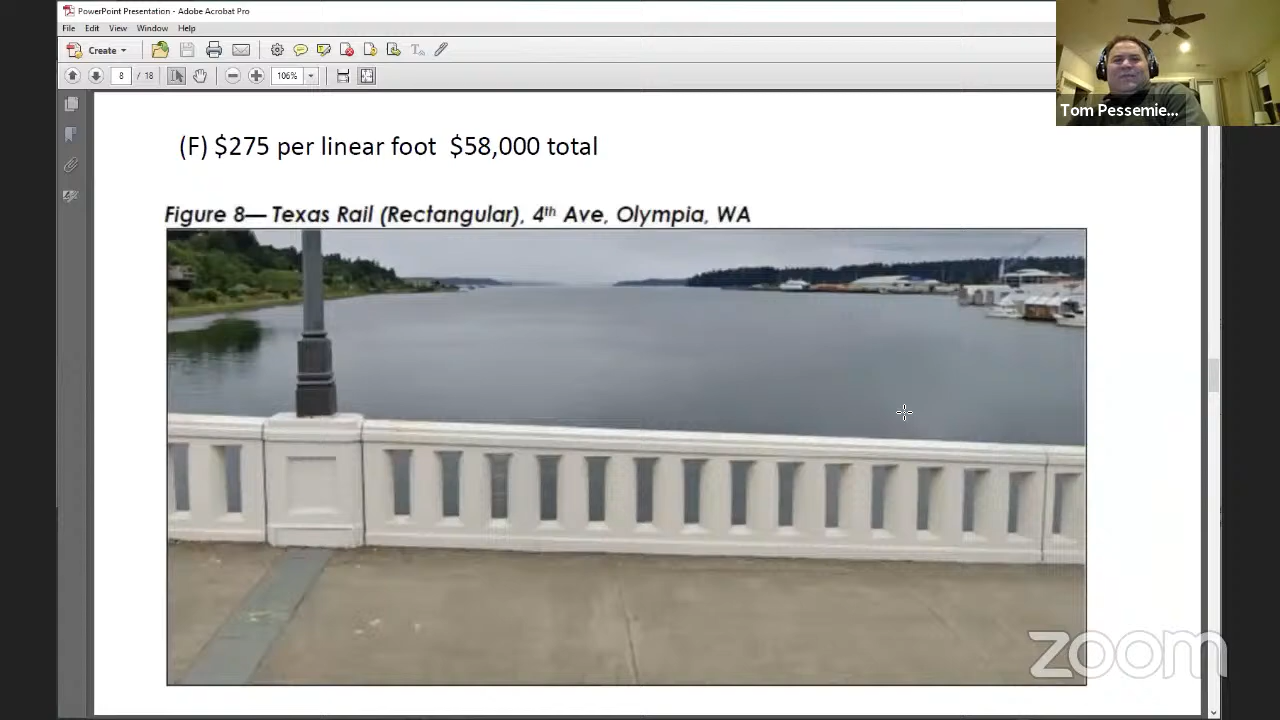 PowerPoint Presentation - Adobe Acrobat Pro
File Edit View Window Help
Create
8 / 18 106%
Tom Pessemie...
(F) $275 per linear foot $58,000 total
Figure 8— Texas Rail (Rectangular), 4th Ave, Olympia, WA
zoom